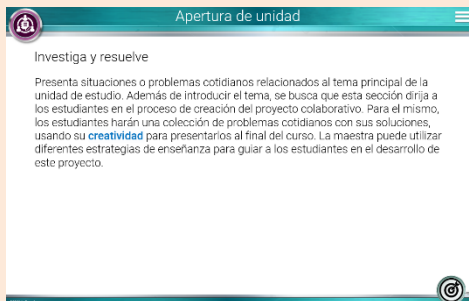 Apertura de unidad
Investiga y resuelve
Presenta situaciones o problemas cotidianos relacionados al tema principal de la
unidad de estudio. Además de introducir el tema, se busca que esta sección dirija a
los estudiantes en el proceso de creación del proyecto colaborativo. Para el mismo,
los estudiantes harán una colección de problemas cotidianos con sus soluciones,
usando su creatividad para presentarlos al final del curso. La maestra puede utilizar
diferentes estrategias de enseñanza para guiar a los estudiantes en el desarrollo de
este proyecto.